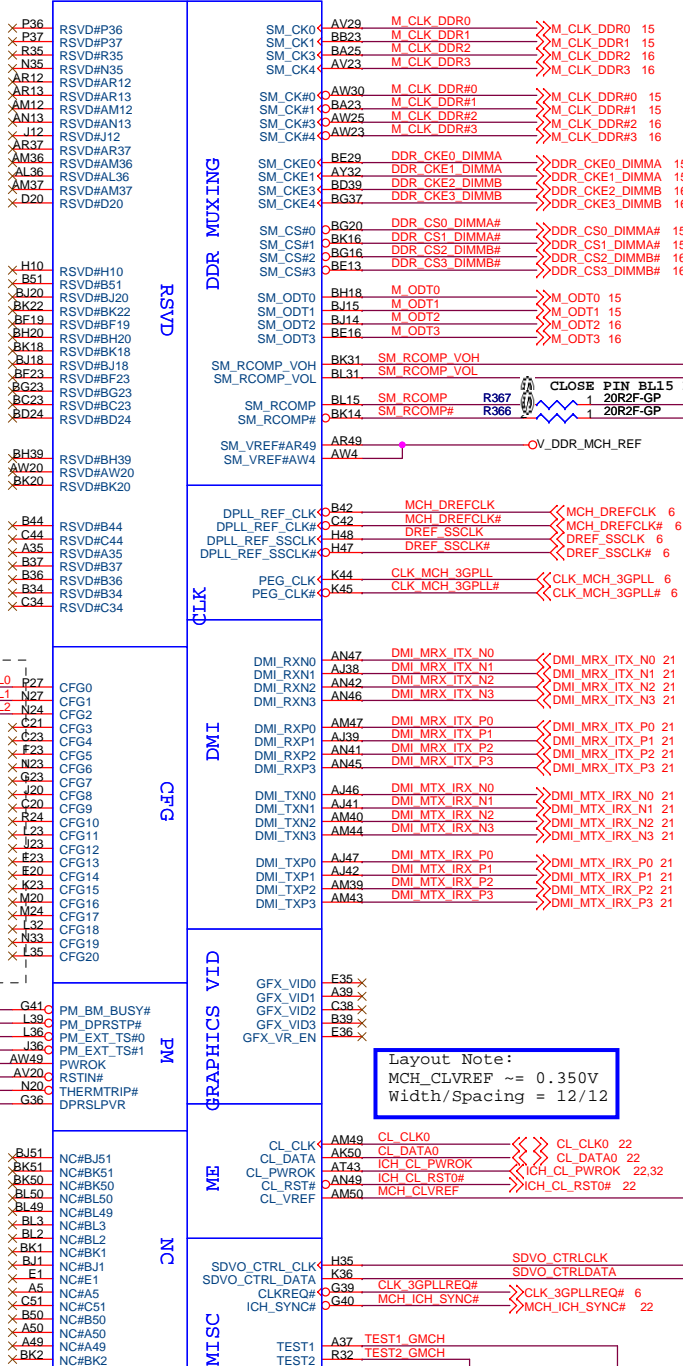 P36 RSVD#P36
P37 RSVD#P37
R35 RSVD#R35
N35 RSVD#N35
AR12 RSVD#AR12
AR13 RSVD#AR13
AM12 RSVD#AM12
AN13 RSVD#AN13
J12 RSVD#J12
AR37 RSVD#AR37
AM36 RSVD#AM36
AL36 RSVD#AL36
AM37 RSVD#AM37
D20 RSVD#D20
H10 RSVD#H10
B51 RSVD#B51
BJ20 RSVD#BJ20
BK22 RSVD#BK22
BF19 RSVD#BF19
BH20 RSVD#BH20
BK18 RSVD#BK18
BJ18 RSVD#BJ18
BF23 RSVD#BF23
BG23 RSVD#BG23
BC23 RSVD#BC23
BD24 RSVD#BD24
BH39 RSVD#BH39
AW20 RSVD#AW20
BK20 RSVD#BK20
B44 RSVD#B44
C44 RSVD#C44
A35 RSVD#A35
B37 RSVD#B37
B36 RSVD#B36
B34 RSVD#B34
C34 RSVD#C34
RSVD
P27 CFG0
N27 CFG1
N24 CFG2
C21 CFG3
C23 CFG4
F23 CFG5
N23 CFG6
G23 CFG7
J20 CFG8
C20 CFG9
R24 CFG10
L23 CFG11
J23 CFG12
E23 CFG13
E20 CFG14
K23 CFG15
M20 CFG16
M24 CFG17
L32 CFG18
N33 CFG19
L35 CFG20
CFG
G41 PM_BM_BUSY#
L39 PM_DPRSTP#
L36 PM_EXT_TS#0
J36 PM_EXT_TS#1
AW49 PWROK
AV20 RSTIN#
N20 THERMTRIP#
G36 DPRSLPVR
PM
BJ51 NC#BJ51
BK51 NC#BK51
BK50 NC#BK50
BL50 NC#BL50
BL49 NC#BL49
BL3 NC#BL3
BL2 NC#BL2
BK1 NC#BK1
BJ1 NC#BJ1
E1 NC#E1
A5 NC#A5
C51 NC#C51
B50 NC#B50
A50 NC#A50
A49 NC#A49
BK2 NC#BK2
NC
DDR MUXING
SM_CK0 AV29 M_CLK_DDR0 M_CLK_DDR0 15
SM_CK1 BB23 M_CLK_DDR1 M_CLK_DDR1 15
SM_CK3 BA25 M_CLK_DDR2 M_CLK_DDR2 16
SM_CK4 AV23 M_CLK_DDR3 M_CLK_DDR3 16
SM_CK#0 AW30 M_CLK_DDR#0 M_CLK_DDR#0 15
SM_CK#1 BA23 M_CLK_DDR#1 M_CLK_DDR#1 15
SM_CK#3 AW25 M_CLK_DDR#2 M_CLK_DDR#2 16
SM_CK#4 AW23 M_CLK_DDR#3 M_CLK_DDR#3 16
SM_CKE0 BE29 DDR_CKE0_DIMMA DDR_CKE0_DIMMA 15
SM_CKE1 AY32 DDR_CKE1_DIMMA DDR_CKE1_DIMMA 15
SM_CKE3 BD39 DDR_CKE2_DIMMB DDR_CKE2_DIMMB 16
SM_CKE4 BG37 DDR_CKE3_DIMMB DDR_CKE3_DIMMB 16
SM_CS#0 BG20 DDR_CS0_DIMMA# DDR_CS0_DIMMA# 15
SM_CS#1 BK16 DDR_CS1_DIMMA# DDR_CS1_DIMMA# 15
SM_CS#2 BG16 DDR_CS2_DIMMB# DDR_CS2_DIMMB# 16
SM_CS#3 BE13 DDR_CS3_DIMMB# DDR_CS3_DIMMB# 16
SM_ODT0 BH18 M_ODT0 M_ODT0 15
SM_ODT1 BJ15 M_ODT1 M_ODT1 15
SM_ODT2 BJ14 M_ODT2 M_ODT2 16
SM_ODT3 BE16 M_ODT3 M_ODT3 16
SM_RCOMP_VOH BK31 SM_RCOMP_VOH
SM_RCOMP_VOL BL31 SM_RCOMP_VOL
CLOSE PIN BL15
SM_RCOMP BL15 SM_RCOMP R367 1 20R2F-GP
SM_RCOMP# BK14 SM_RCOMP# R366 2 1 20R2F-GP
SM_VREF#AR49 AR49 V_DDR_MCH_REF
SM_VREF#AW4 AW4
CLK
DPLL_REF_CLK B42 MCH_DREFCLK MCH_DREFCLK 6
DPLL_REF_CLK# C42 MCH_DREFCLK# MCH_DREFCLK# 6
DPLL_REF_SSCLK H48 DREF_SSCLK DREF_SSCLK 6
DPLL_REF_SSCLK# H47 DREF_SSCLK# DREF_SSCLK# 6
PEG_CLK K44 CLK_MCH_3GPLL CLK_MCH_3GPLL 6
PEG_CLK# K45 CLK_MCH_3GPLL# CLK_MCH_3GPLL# 6
DMI
DMI_RXN0 AN47 DMI_MRX_ITX_N0 DMI_MRX_ITX_N0 21
DMI_RXN1 AJ38 DMI_MRX_ITX_N1 DMI_MRX_ITX_N1 21
DMI_RXN2 AN42 DMI_MRX_ITX_N2 DMI_MRX_ITX_N2 21
DMI_RXN3 AN46 DMI_MRX_ITX_N3 DMI_MRX_ITX_N3 21
DMI_RXP0 AM47 DMI_MRX_ITX_P0 DMI_MRX_ITX_P0 21
DMI_RXP1 AJ39 DMI_MRX_ITX_P1 DMI_MRX_ITX_P1 21
DMI_RXP2 AN41 DMI_MRX_ITX_P2 DMI_MRX_ITX_P2 21
DMI_RXP3 AN45 DMI_MRX_ITX_P3 DMI_MRX_ITX_P3 21
DMI_TXN0 AJ46 DMI_MTX_IRX_N0 DMI_MTX_IRX_N0 21
DMI_TXN1 AJ41 DMI_MTX_IRX_N1 DMI_MTX_IRX_N1 21
DMI_TXN2 AM40 DMI_MTX_IRX_N2 DMI_MTX_IRX_N2 21
DMI_TXN3 AM44 DMI_MTX_IRX_N3 DMI_MTX_IRX_N3 21
DMI_TXP0 AJ47 DMI_MTX_IRX_P0 DMI_MTX_IRX_P0 21
DMI_TXP1 AJ42 DMI_MTX_IRX_P1 DMI_MTX_IRX_P1 21
DMI_TXP2 AM39 DMI_MTX_IRX_P2 DMI_MTX_IRX_P2 21
DMI_TXP3 AM43 DMI_MTX_IRX_P3 DMI_MTX_IRX_P3 21
GRAPHICS VID
GFX_VID0 E35
GFX_VID1 A39
GFX_VID2 C38
GFX_VID3 B39
GFX_VR_EN E36
Layout Note:
MCH_CLVREF ~= 0.350V
Width/Spacing = 12/12
ME
CL_CLK AM49 CL_CLK0 CL_CLK0 22
CL_DATA AK50 CL_DATA0 CL_DATA0 22
CL_PWROK AT43 ICH_CL_PWROK ICH_CL_PWROK 22,32
CL_RST# AN49 ICH_CL_RST0# ICH_CL_RST0# 22
CL_VREF AM50 MCH_CLVREF
MISC
SDVO_CTRL_CLK H35 SDVO_CTRLCLK
SDVO_CTRL_DATA K36 SDVO_CTRLDATA
CLKREQ# G39 CLK_3GPLLREQ# CLK_3GPLLREQ# 6
ICH_SYNC# G40 MCH_ICH_SYNC# MCH_ICH_SYNC# 22
TEST1 A37 TEST1_GMCH
TEST2 R32 TEST2_GMCH